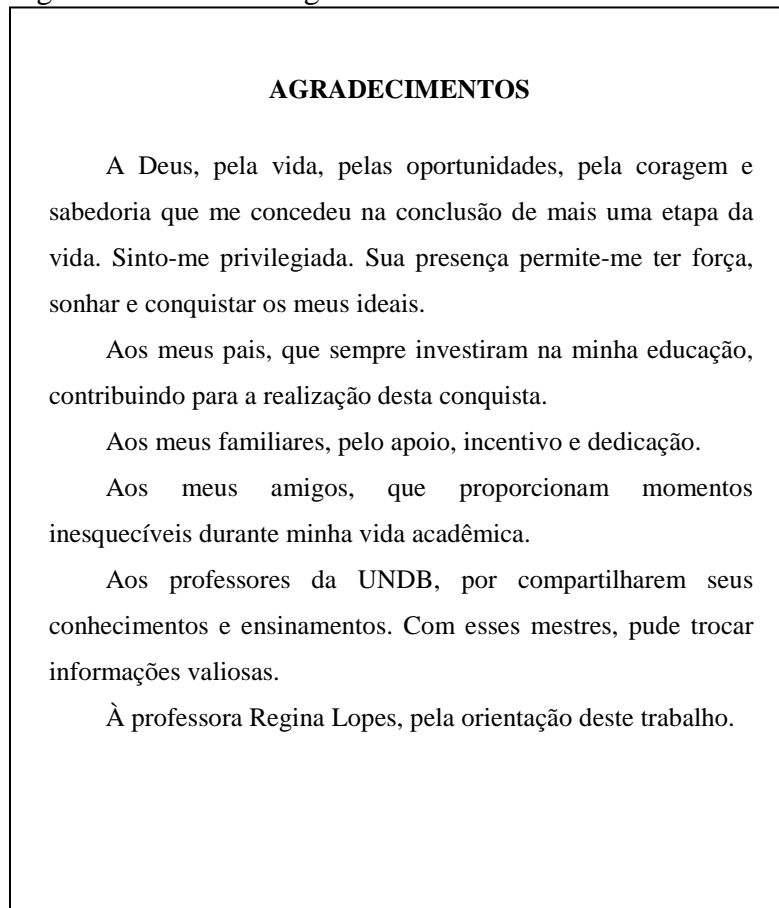 AGRADECIMENTOS
A Deus, pela vida, pelas oportunidades, pela coragem e
sabedoria que me concedeu na conclusão de mais uma etapa da
vida. Sinto-me privilegiada. Sua presença permite-me ter força,
sonhar e conquistar os meus ideais.
Aos meus pais, que sempre investiram na minha educação,
contribuindo para a realização desta conquista.
Aos meus familiares, pelo apoio, incentivo e dedicação.
Aos meus amigos, que proporcionam momentos
inesquecíveis durante minha vida acadêmica.
Aos professores da UNDB, por compartilharem seus
conhecimentos e ensinamentos. Com esses mestres, pude trocar
informações valiosas.
À professora Regina Lopes, pela orientação deste trabalho.